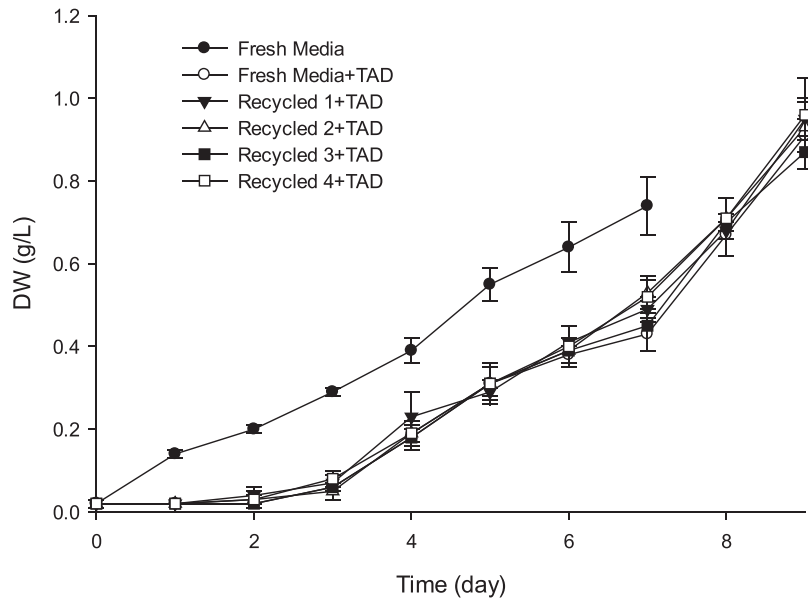 1.2
1.0
0.8
0.6
0.4
0.2
0.0
DW (g/L)
Fresh Media
Fresh Media+TAD
Recycled 1+TAD
Recycled 2+TAD
Recycled 3+TAD
Recycled 4+TAD
0 2 4 6 8
Time (day)